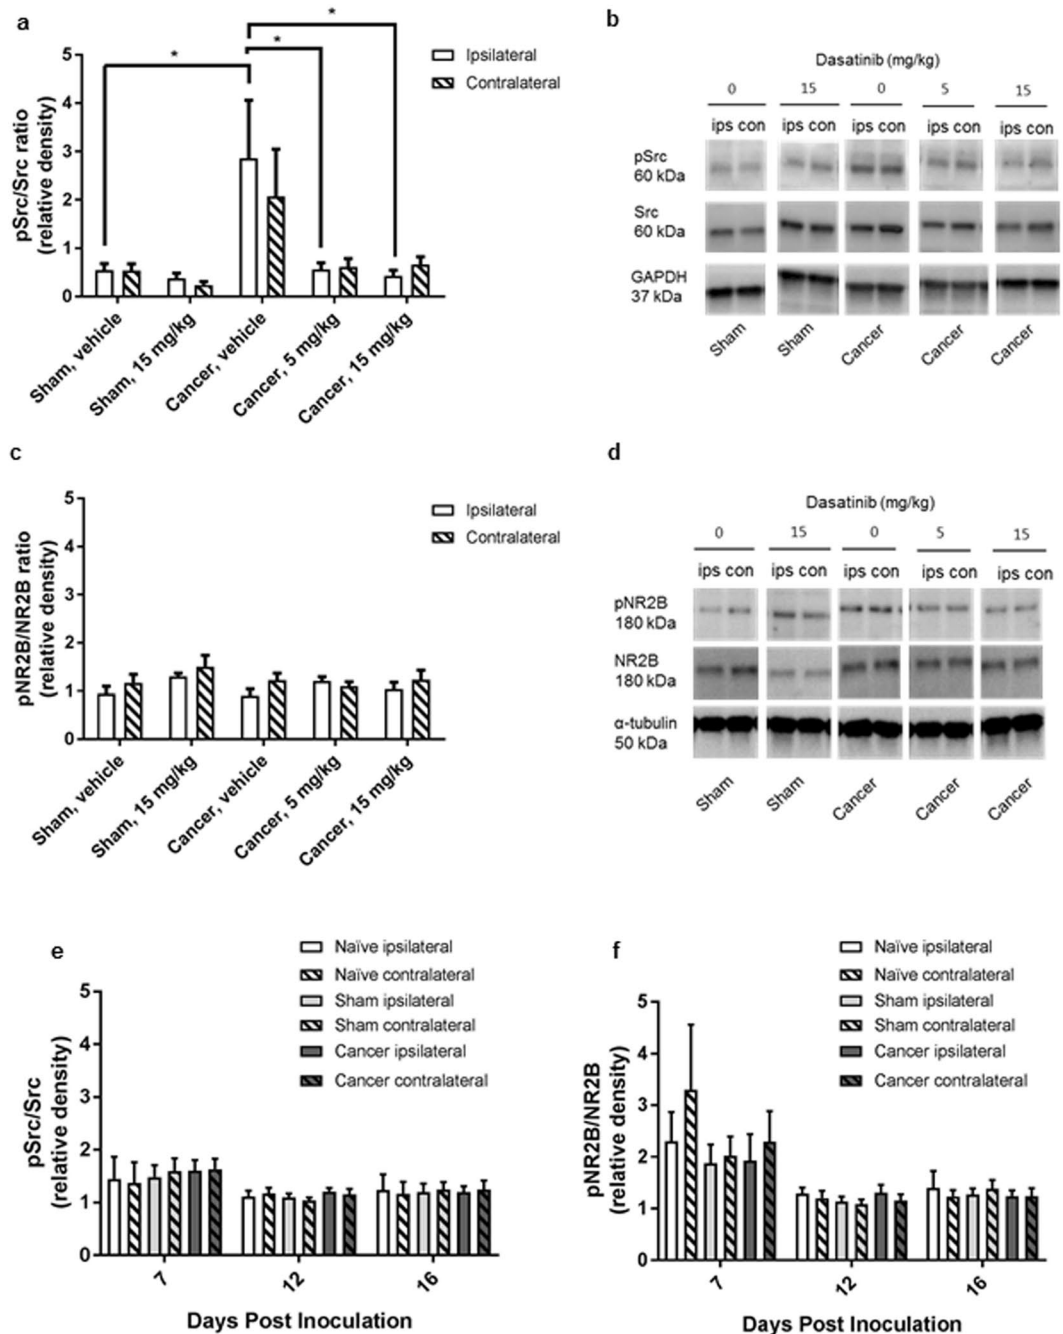 a
*
*
*
5
4
3
2
1
0
pSrc/Src ratio
(relative density)
Ipsilateral
Contralateral
Sham, vehicle
Sham, 15 mg/kg
Cancer, vehicle
Cancer, 5 mg/kg
Cancer, 15 mg/kg
b
Dasatinib (mg/kg)
0 15 0 5 15
ips con ips con ips con ips con ips con
pSrc
60 kDa
Src
60 kDa
GAPDH
37 kDa
Sham
Sham
Cancer
Cancer
Cancer
c
5
4
3
2
1
0
pNR2B/NR2B ratio
(relative density)
Ipsilateral
Contralateral
Sham, vehicle
Sham, 15 mg/kg
Cancer, vehicle
Cancer, 5 mg/kg
Cancer, 15 mg/kg
d
Dasatinib (mg/kg)
0 15 0 5 15
ips con ips con ips con ips con ips con
pNR2B
180 kDa
NR2B
180 kDa
α-tubulin
50 kDa
Sham
Sham
Cancer
Cancer
Cancer
e
Naïve ipsilateral
Naïve contralateral
Sham ipsilateral
Sham contralateral
Cancer ipsilateral
Cancer contralateral
5
4
3
2
1
0
pSrc/Src
(relative density)
7
12
16
Days Post Inoculation
f
Naïve ipsilateral
Naïve contralateral
Sham ipsilateral
Sham contralateral
Cancer ipsilateral
Cancer contralateral
5
4
3
2
1
0
pNR2B/NR2B
(relative density)
7
12
16
Days Post Inoculation